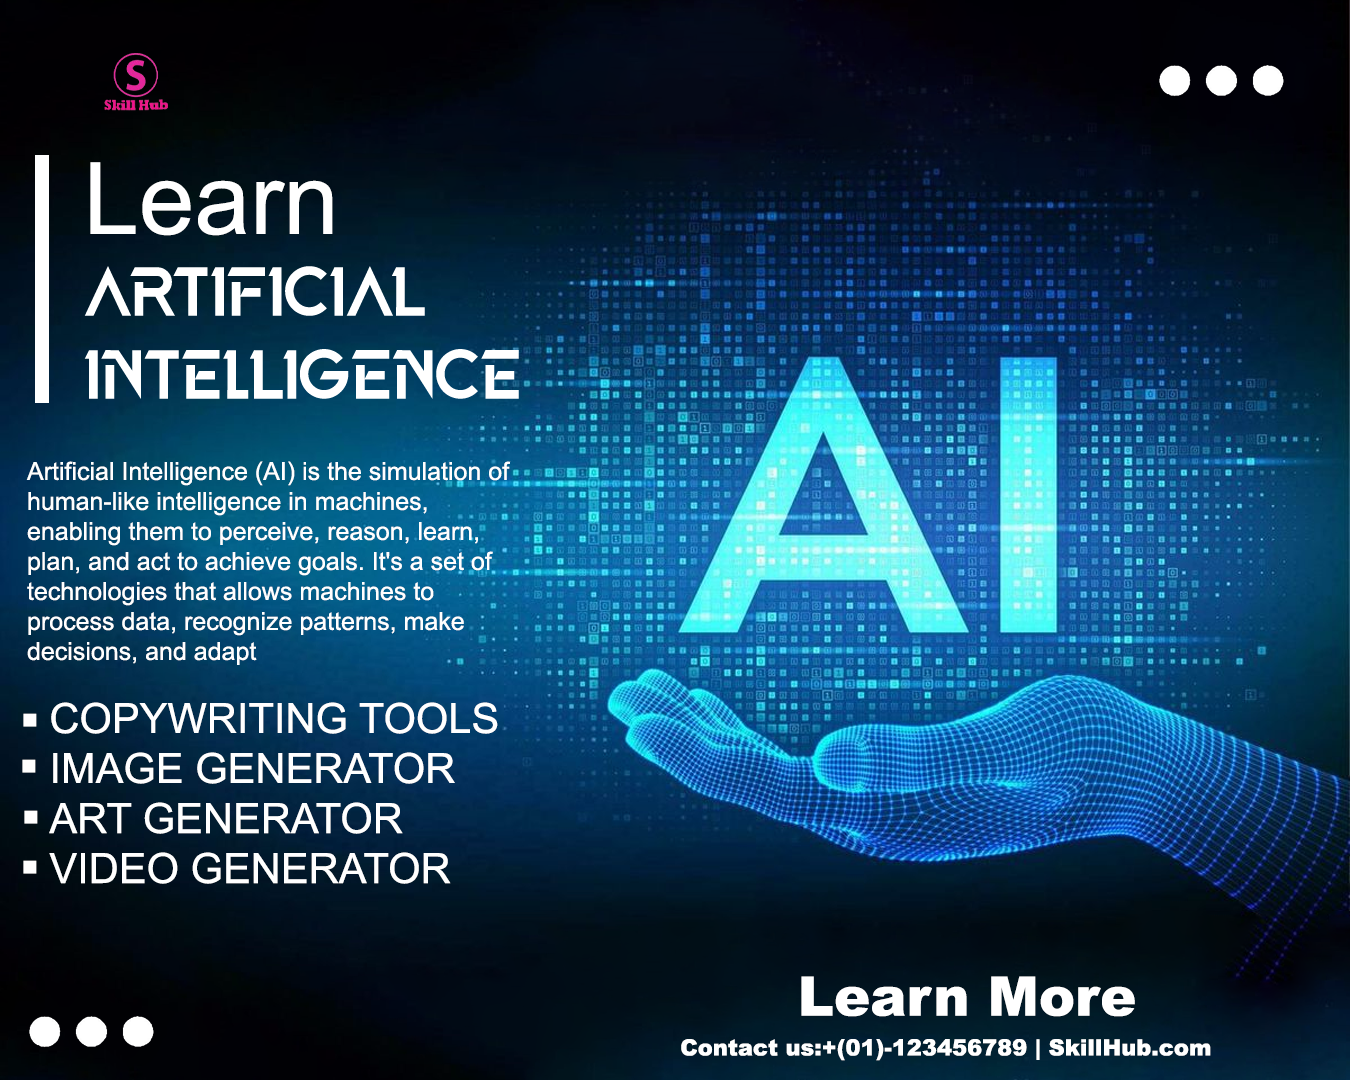 S
Skill Hub
Learn
ARTIFICIAL
INTELLIGENCE
Artificial Intelligence (AI) is the simulation of
human-like intelligence in machines,
enabling them to perceive, reason, learn,
plan, and act to achieve goals. It's a set of
technologies that allows machines to
process data, recognize patterns, make
decisions, and adapt
▪ COPYWRITING TOOLS
▪ IMAGE GENERATOR
▪ ART GENERATOR
▪ VIDEO GENERATOR
AI
Learn More
Contact us:+(01)-123456789 | SkillHub.com